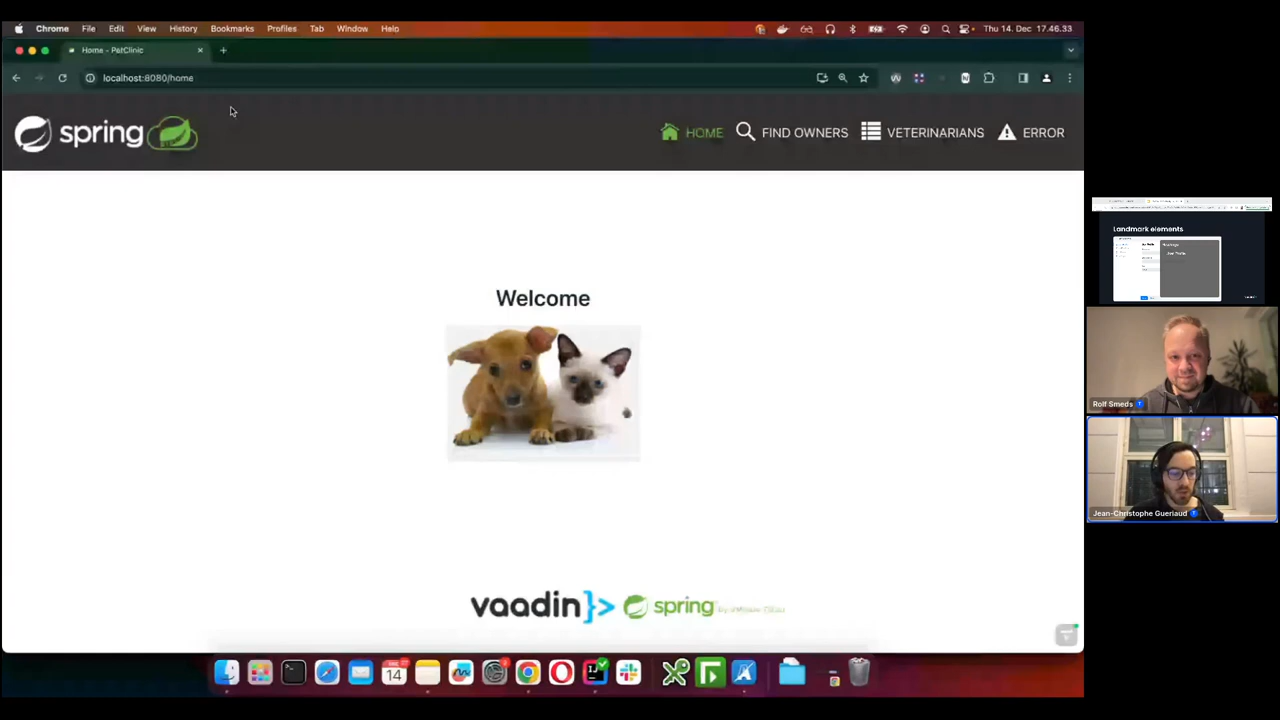 Chrome File Edit View History Bookmarks Profiles Tab Window Help
Thu 14. Dec 17.46.33
Home - PetClinic
localhost:8080/home
spring
HOME FIND OWNERS VETERINARIANS ERROR
Welcome
vaadin}> spring
14
Landmark elements
Rolf Smeds
Jean-Christophe Gueriaud